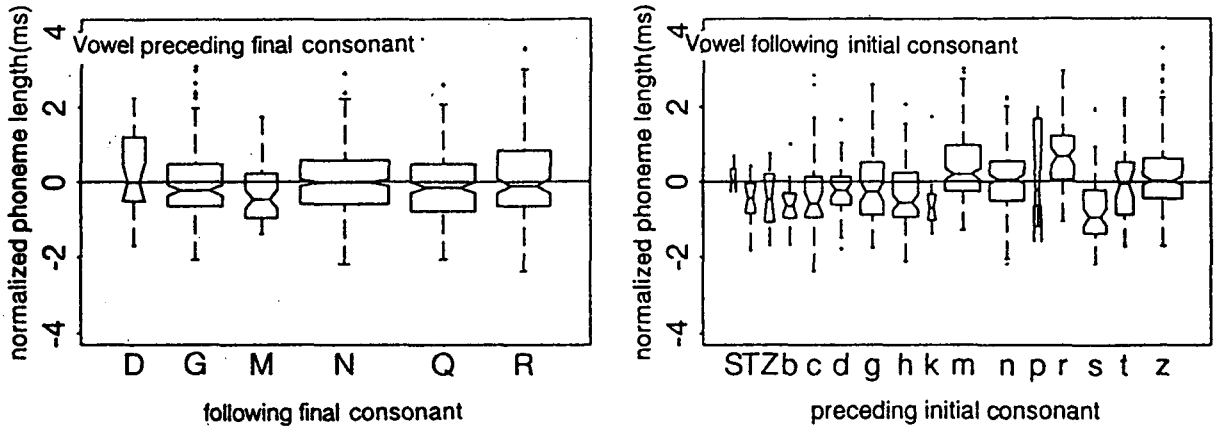 normalized phoneme length(ms)
4
2
0
-2
-4
Vowel preceding final consonant
D G M N Q R
following final consonant
normalized phoneme length(ms)
4
2
0
-2
-4
Vowel following initial consonant
S T Z b c d g h k m n p r s t z
preceding initial consonant